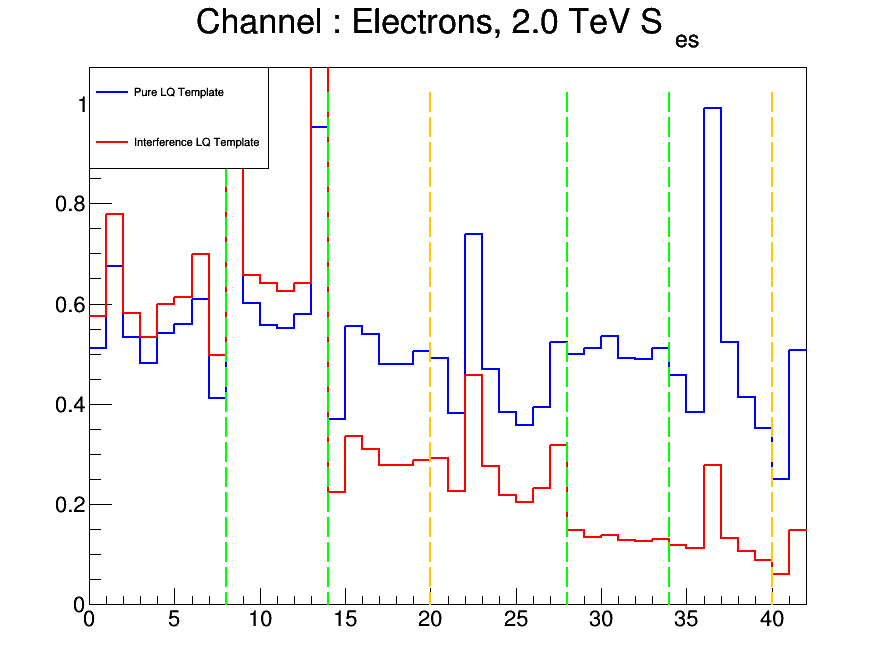 Channel : Electrons, 2.0 TeV S es
Pure LQ Template
Interference LQ Template
1
0.8
0.6
0.4
0.2
0
0 5 10 15 20 25 30 35 40